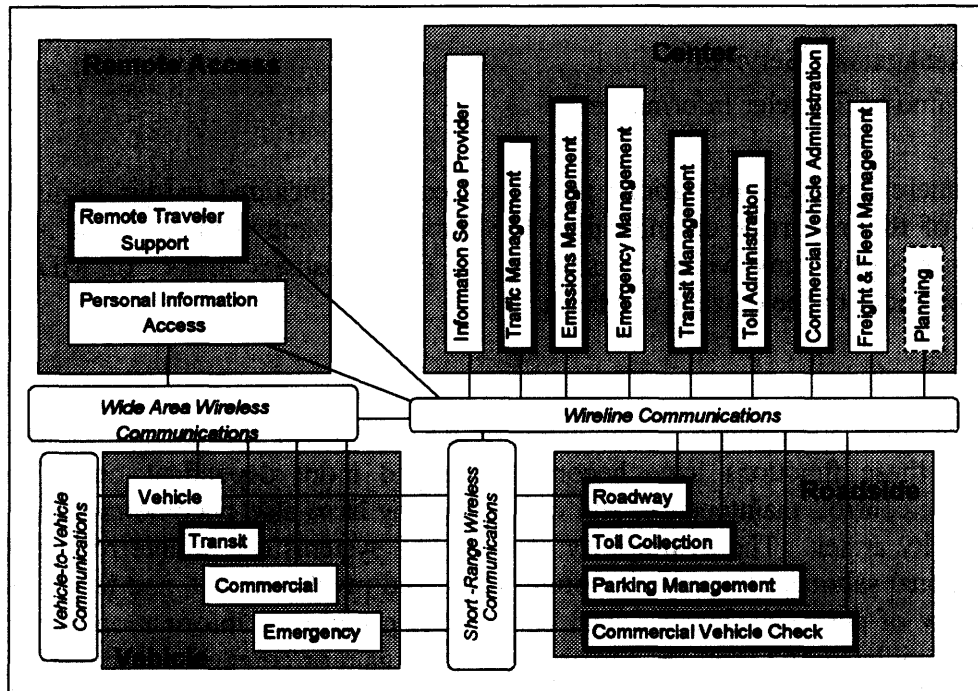 Remote Access
Center
Remote Traveler
Support
Personal Information
Access
Information Service Provider
Traffic Management
Emissions Management
Emergency Management
Transit Management
Toll Administration
Commercial Vehicle Administration
Freight & Fleet Management
Planning
Wide Area Wireless
Communications
Wireline Communications
Vehicle-to-Vehicle
Communications
Vehicle
Transit
Commercial
Emergency
Vehicle
Short -Range Wireless
Communications
Roadside
Roadway
Toll Collection
Parking Management
Commercial Vehicle Check